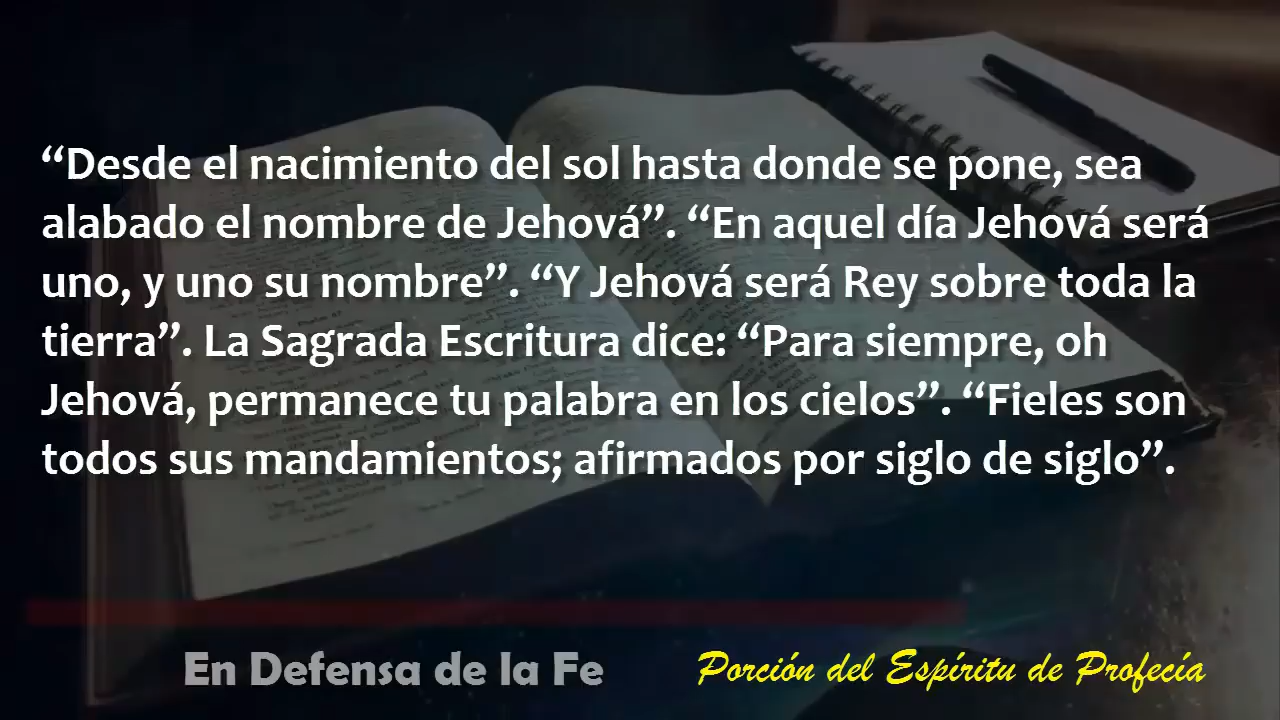 “Desde el nacimiento del sol hasta donde se pone, sea
alabado el nombre de Jehová”. “En aquel día Jehová será
uno, y uno su nombre”. “Y Jehová será Rey sobre toda la
tierra”. La Sagrada Escritura dice: “Para siempre, oh
Jehová, permanece tu palabra en los cielos”. “Fieles son
todos sus mandamientos; afirmados por siglo de siglo”.
En Defensa de la Fe
Porción del Espíritu de Profecía